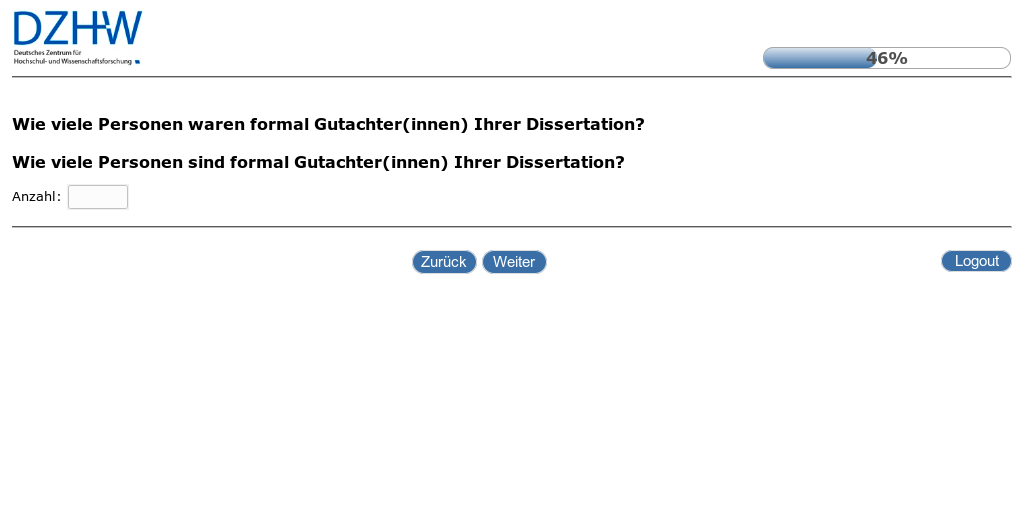 DZHW
Deutsches Zentrum für
Hochschul- und Wissenschaftsforschung
46%
Wie viele Personen waren formal Gutachter(innen) Ihrer Dissertation?
Wie viele Personen sind formal Gutachter(innen) Ihrer Dissertation?
Anzahl:
Zurück Weiter Logout